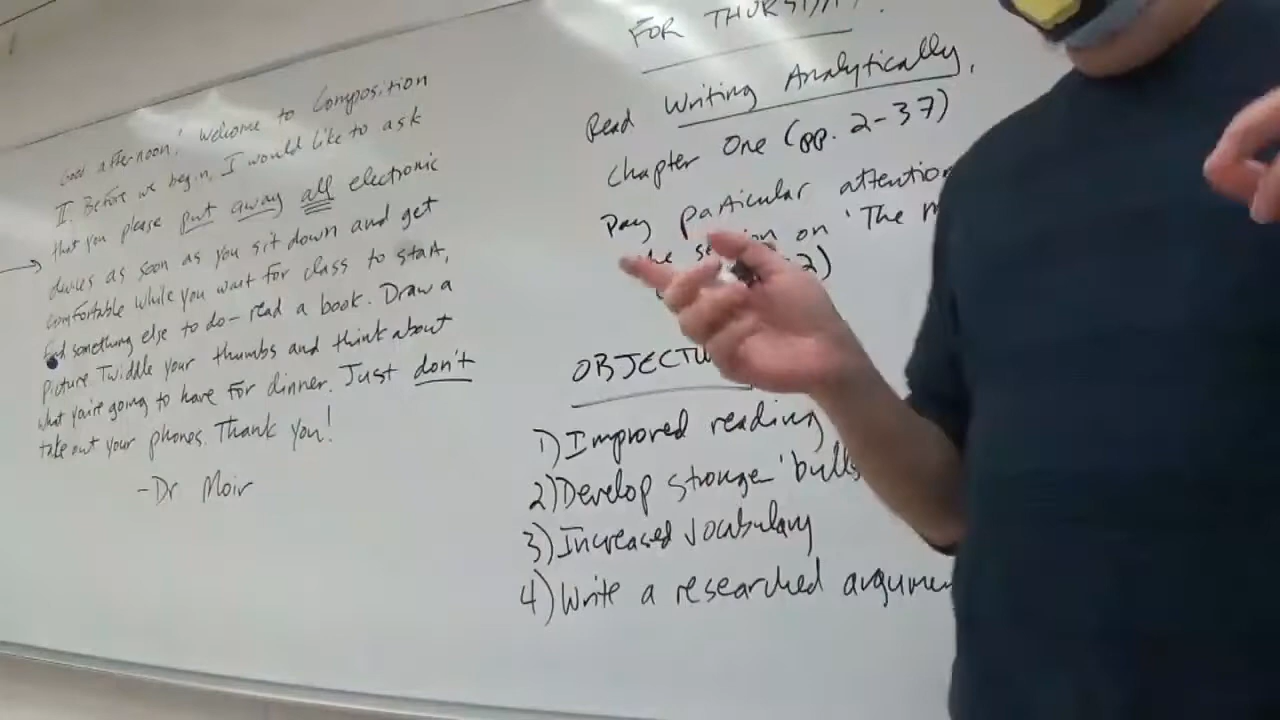 Good afternoon! Welcome to Composition
II. Before we begin, I would like to ask
that you please put away all electronic
devices as soon as you sit down and get
comfortable while you wait for class to start,
find something else to do – read a book. Draw a
picture. Twiddle your thumbs and think about
what you're going to have for dinner. Just don't
take out your phones. Thank you!
-Dr Moir
FOR THURSDAY:
Read Writing Analytically,
Chapter One (pp. 2-37)
Pay particular attention
on 'The
2)
OBJECTIV
1) Improved reading
2) Develop stronger 'bulls
3) Increased vocabulary
4) Write a researched argumen